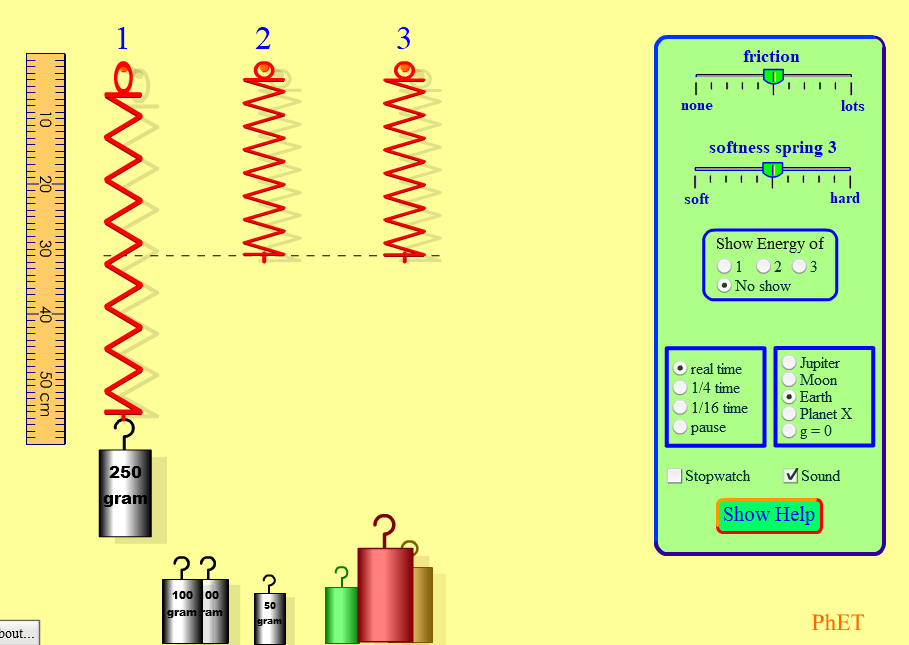 1 2 3
10
20
30
40
50 cm
250
gram
100
gram
00
ram
50
gram
bout...
friction
none lots
softness spring 3
soft hard
Show Energy of
1 2 3
No show
real time
1/4 time
1/16 time
pause
Jupiter
Moon
Earth
Planet X
g = 0
Stopwatch Sound
Show Help
PhET